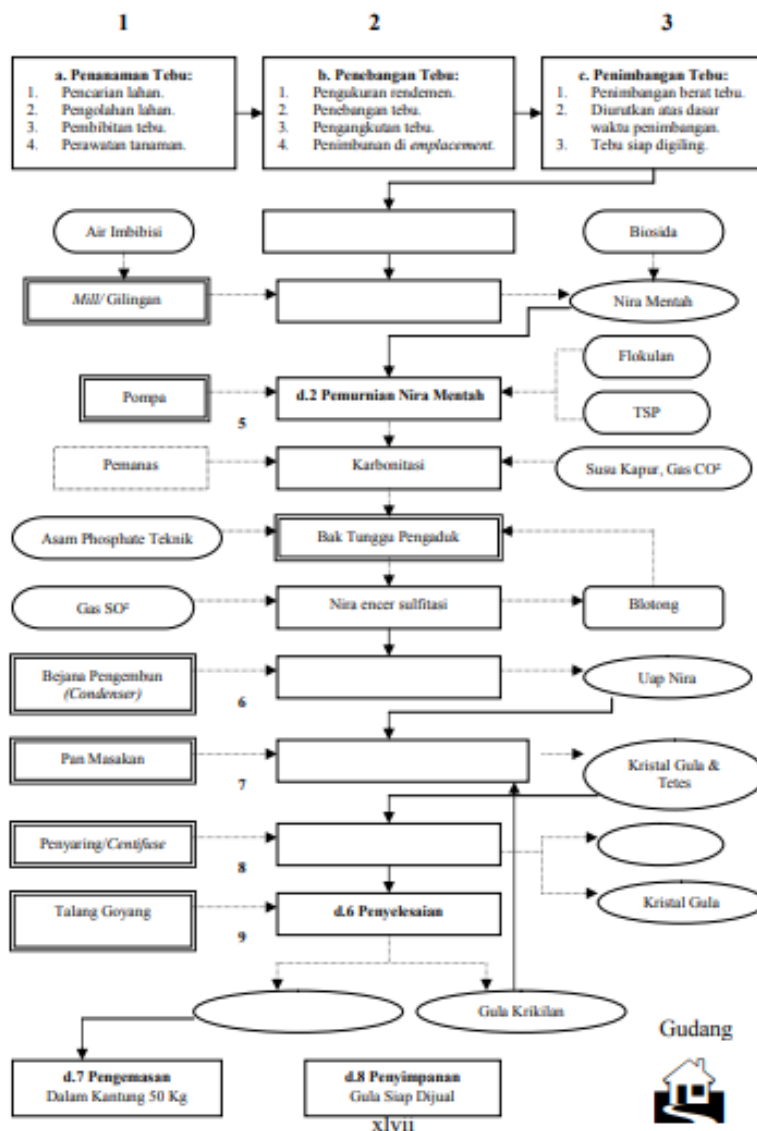 1
2
3
a. Penanaman Tebu:
1. Pencarian lahan.
2. Pengolahan lahan.
3. Pembibitan tebu.
4. Perawatan tanaman.
b. Penebangan Tebu:
1. Pengukuran rendemen.
2. Penebangan tebu.
3. Pengangkutan tebu.
4. Penimbunan di emplacement.
c. Penimbangan Tebu:
1. Penimbangan berat tebu.
2. Diurutkan atas dasar
waktu penimbangan.
3. Tebu siap digiling.
Air Imbibisi
Biosida
Mill/ Gilingan
Nira Mentah
Flokulan
Pompa
5
d.2 Pemurnian Nira Mentah
TSP
Pemanas
Karbonitasi
Susu Kapur, Gas CO²
Asam Phosphate Teknik
Bak Tunggu Pengaduk
Gas SO²
Nira encer sulfitasi
Blotong
Bejana Pengembun
(Condenser)
6
Uap Nira
Pan Masakan
7
Kristal Gula &
Tetes
Penyaring/Centifuse
8
Kristal Gula
Talang Goyang
9
d.6 Penyelesaian
Gula Krikilan
Gudang
d.7 Pengemasan
Dalam Kantung 50 Kg
d.8 Penyimpanan
Gula Siap Dijual
xlvii